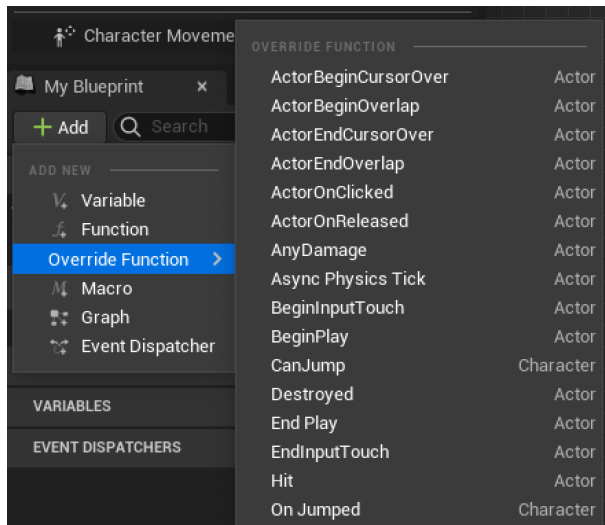 Character Moveme
My Blueprint
Add
Search
ADD NEW
Variable
Function
Override Function
Macro
Graph
Event Dispatcher
VARIABLES
EVENT DISPATCHERS
OVERRIDE FUNCTION
ActorBeginCursorOver Actor
ActorBeginOverlap Actor
ActorEndCursorOver Actor
ActorEndOverlap Actor
ActorOnClicked Actor
ActorOnReleased Actor
AnyDamage Actor
Async Physics Tick Actor
BeginInputTouch Actor
BeginPlay Actor
CanJump Character
Destroyed Actor
End Play Actor
EndInputTouch Actor
Hit Actor
On Jumped Character